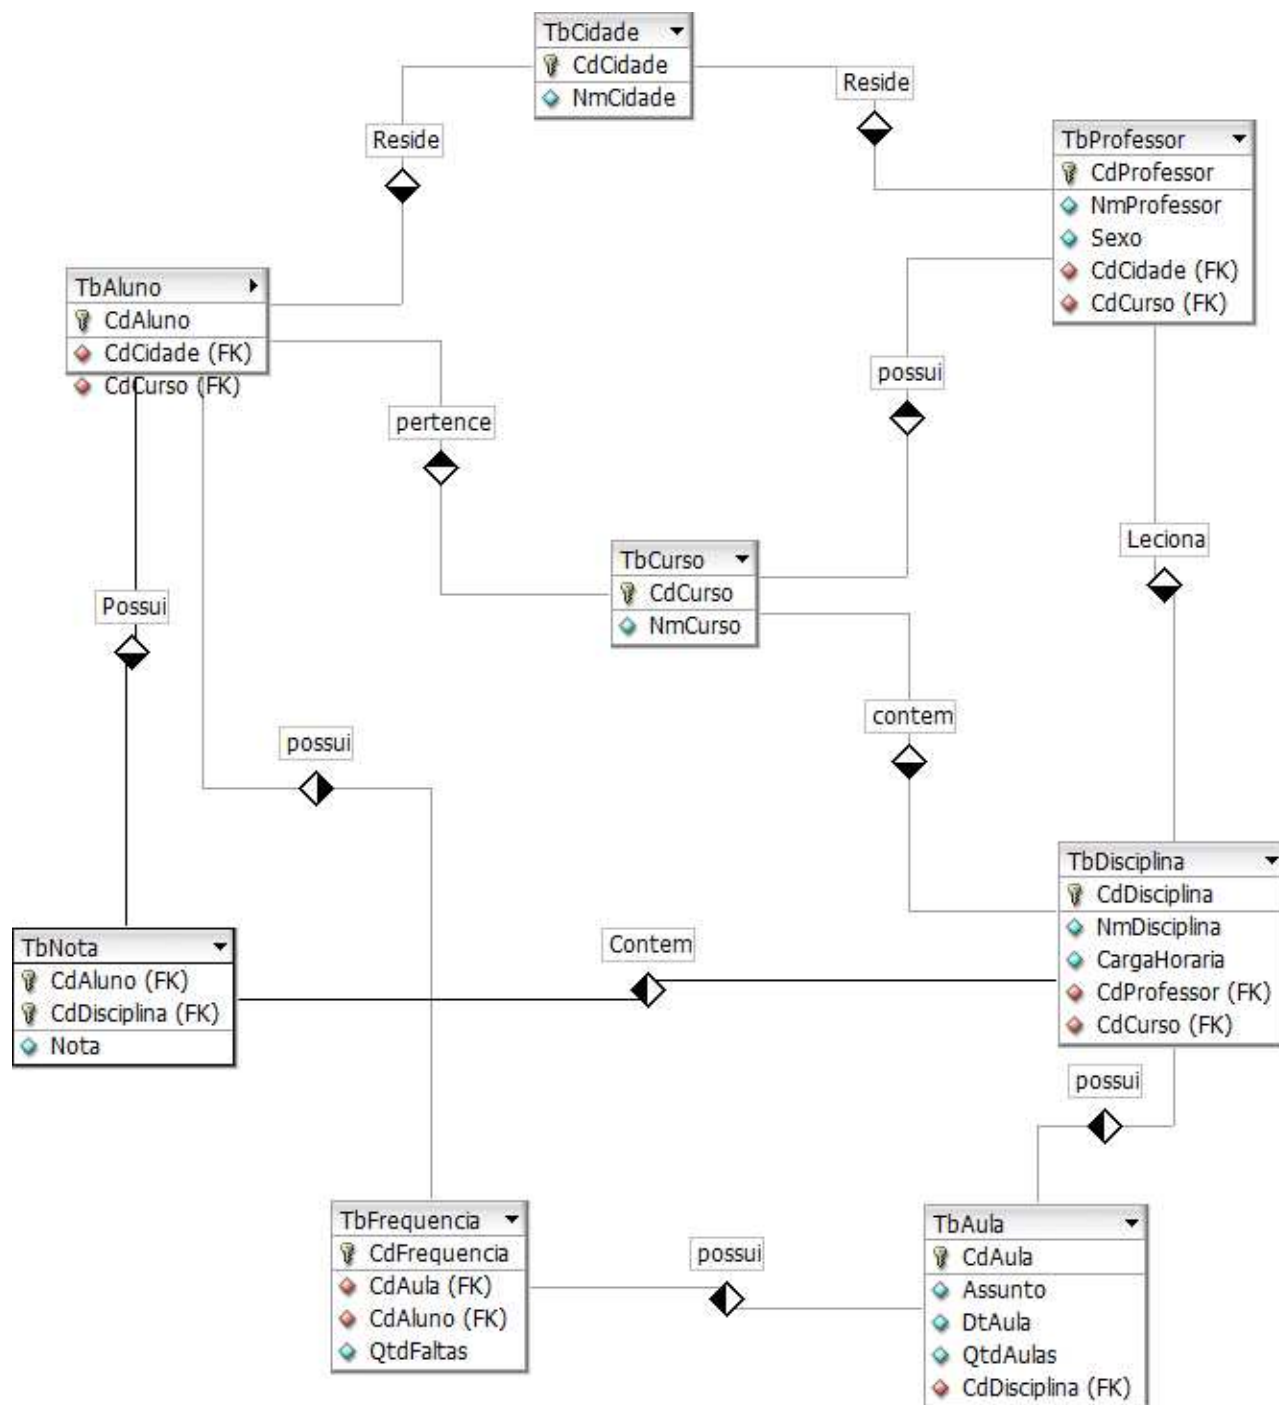 TbCidade
CdCidade
NmCidade
Reside
Reside
TbProfessor
CdProfessor
NmProfessor
Sexo
CdCidade (FK)
CdCurso (FK)
TbAluno
CdAluno
CdCidade (FK)
CdCurso (FK)
possui
pertence
TbCurso
CdCurso
NmCurso
Leciona
Possui
contem
possui
TbDisciplina
CdDisciplina
NmDisciplina
CargaHoraria
CdProfessor (FK)
CdCurso (FK)
TbNota
CdAluno (FK)
CdDisciplina (FK)
Nota
Contem
possui
TbFrequencia
CdFrequencia
CdAula (FK)
CdAluno (FK)
QtdFaltas
possui
TbAula
CdAula
Assunto
DtAula
QtdAulas
CdDisciplina (FK)